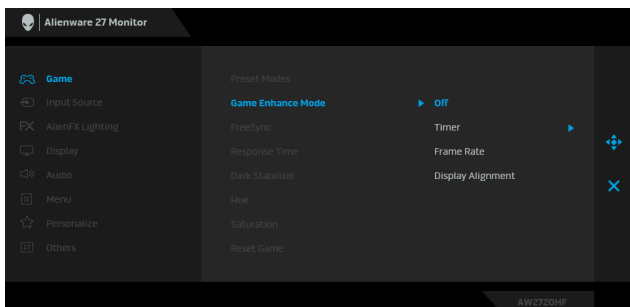 Alienware 27 Monitor
Game
Input Source
AlienFX Lighting
Display
Audio
Menu
Personalize
Others
Preset Modes
Game Enhance Mode
FreeSync
Response Time
Dark Stabilizer
Hue
Saturation
Reset Game
Off
Timer
Frame Rate
Display Alignment
AW2720HF